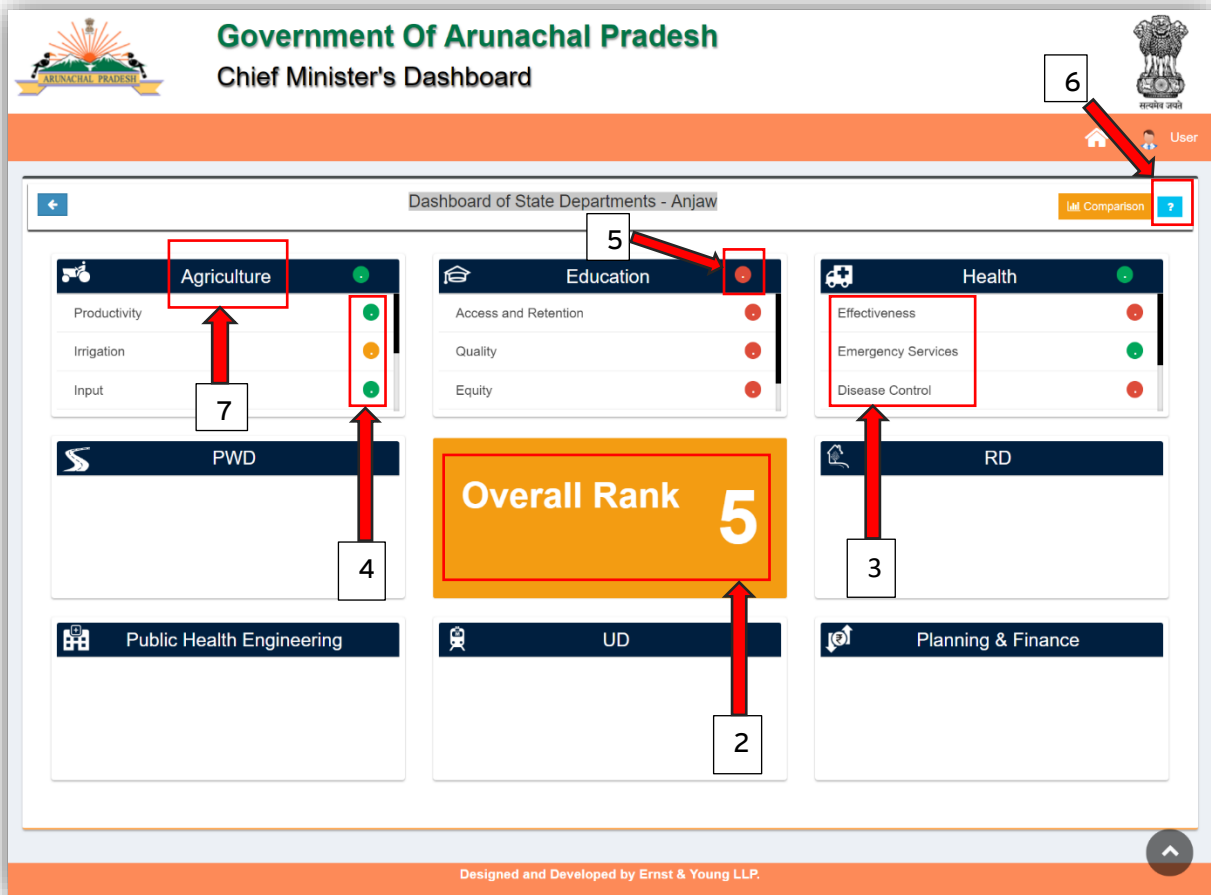 Government Of Arunachal Pradesh
Chief Minister's Dashboard
ARUNACHAL PRADESH
सत्यमेव जयते
6
User
Dashboard of State Departments - Anjaw
Comparison
?
5
Agriculture
Education
Health
Productivity
Access and Retention
Effectiveness
Irrigation
Quality
Emergency Services
Input
Equity
Disease Control
7
PWD
Overall Rank 5
RD
4
3
Public Health Engineering
UD
Planning & Finance
2
Designed and Developed by Ernst & Young LLP.